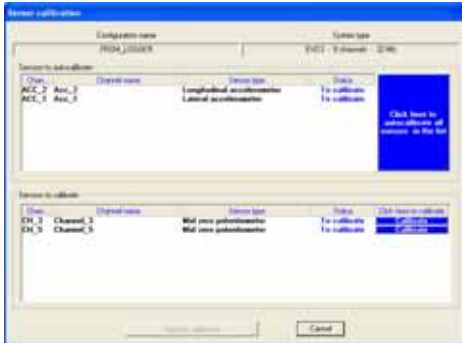 Sensor calibration
Configuration name
System type
FROM_LOGGER
Sensors to autocalibrate
Chan.
Channel name
Sensor type
Status
ACC_2 Acc_2 Longitudinal accelerometer To calibrate
ACC_1 Acc_1 Lateral accelerometer To calibrate
Click here to
autocalibrate all
sensors in the list
Sensors to calibrate
Chan. Channel name Sensor type Status Click here to calibrate
CH_3 Channel_3 Mid zero potentiometer To calibrate Calibrate
CH_5 Channel_5 Mid zero potentiometer To calibrate Calibrate
Cancel